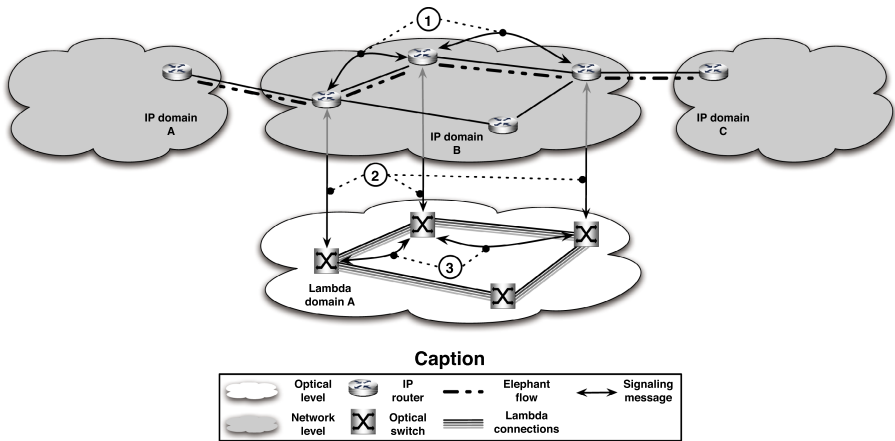 1
IP domain
A
IP domain
B
IP domain
C
2
3
Lambda
domain A
Caption
Optical
level
IP
router
Elephant
flow
Signaling
message
Network
level
Optical
switch
Lambda
connections